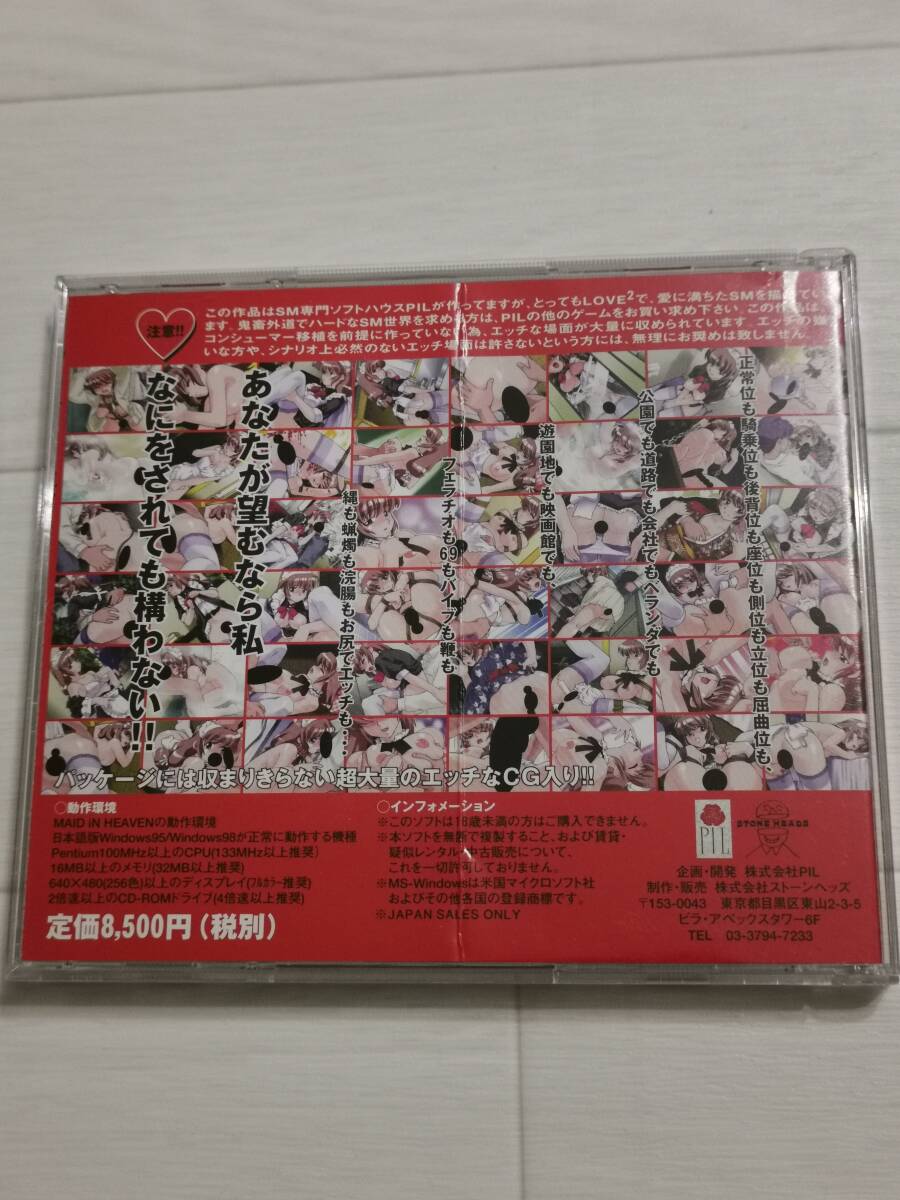 注意!!
この作品はSM専門ソフトハウスPILが作ってますが、とってもLOVE2で、愛に満ちたSMを描いてい
ます。鬼畜外道でハードなSM世界を求める方は、PILの他のゲームをお買い求め下さい。この作品は、
コンシューマー移植を前提に作っていない為、エッチな場面が大量に収められています。エッチの嫌
いな方や、シナリオ上必然のないエッチ場面は許さないという方には、無理にお奨めは致しません。
正常位も騎乗位も後背位も座位も側位も立位も屈曲位も
公園でも道路でも会社でもベランダでも
遊園地でも映画館でも、
フェラチオも69もバイブも鞭も
縄も蝋燭も浣腸もお尻でエッチも…
あなたが望むなら私
なにをされても構わない!!
パッケージには収まりきらない超大量のエッチなCG入り!!
○動作環境
MAID iN HEAVENの動作環境
日本語版Windows95/Windows98が正常に動作する機種
Pentium100MHz以上のCPU(133MHz以上推奨)
16MB以上のメモリ(32MB以上推奨)
640×480(256色)以上のディスプレイ(フルカラー推奨)
2倍速以上のCD-ROMドライブ(4倍速以上推奨)
定価8,500円(税別)
○インフォメーション
※このソフトは18歳未満の方はご購入できません。
※本ソフトを無断で複製すること、および賃貸・
疑似レンタル・中古販売について、
これを一切許可しておりません。
※MS-Windowsは米国マイクロソフト社
およびその他各国の登録商標です。
※JAPAN SALES ONLY
PIL
STONE HEADS
企画・開発 株式会社PIL
制作・販売 株式会社ストーンヘッズ
〒153-0043 東京都目黒区東山2-3-5
ビラ・アペックスタワー6F
TEL 03-3794-7233